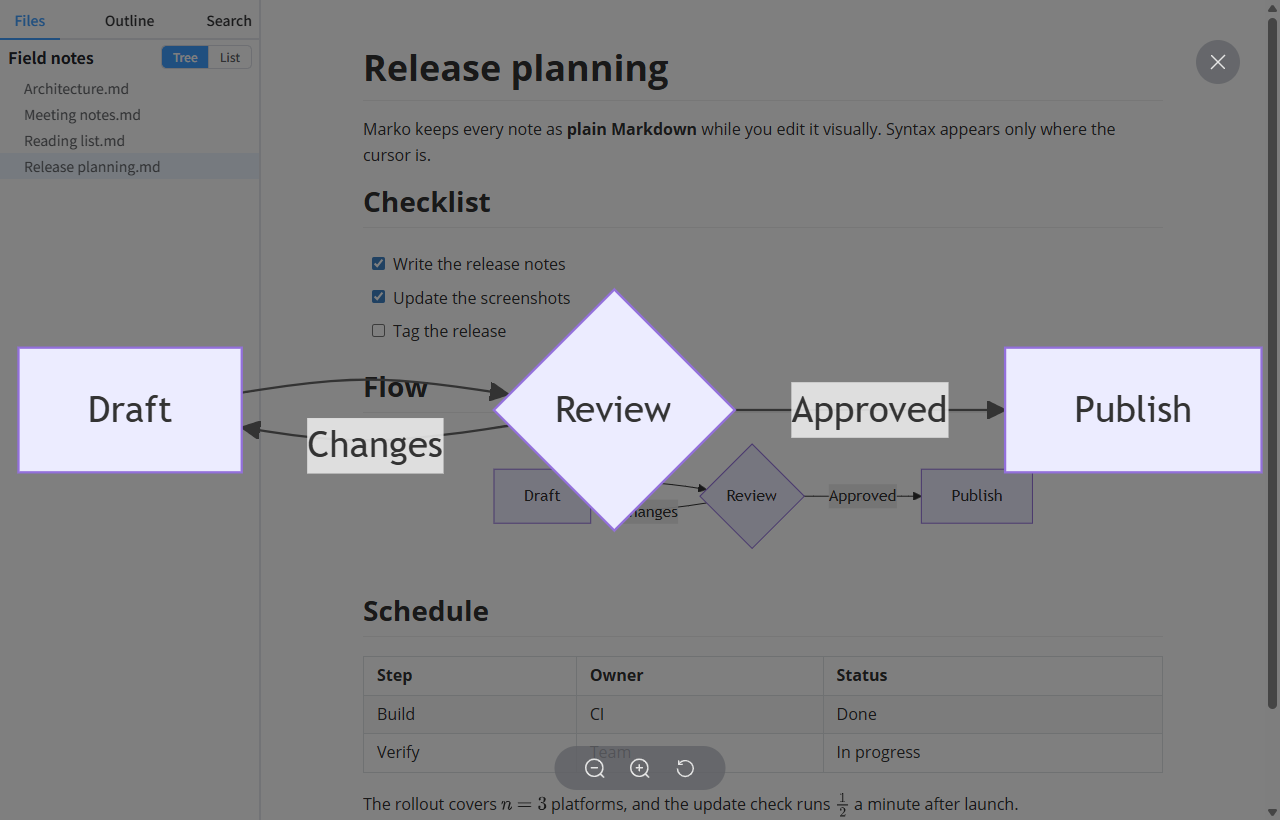 Files Outline Search
Field notes Tree List
Architecture.md
Meeting notes.md
Reading list.md
Release planning.md
Release planning
Marko keeps every note as plain Markdown while you edit it visually. Syntax appears only where the
cursor is.
Checklist
Write the release notes
Update the screenshots
Tag the release
Flow
Draft Review Approved Publish
Changes
Draft Review Approved Publish
anges
Schedule
Step Owner Status
Build CI Done
Verify Team In progress
The rollout covers n = 3 platforms, and the update check runs 1/2 a minute after launch.